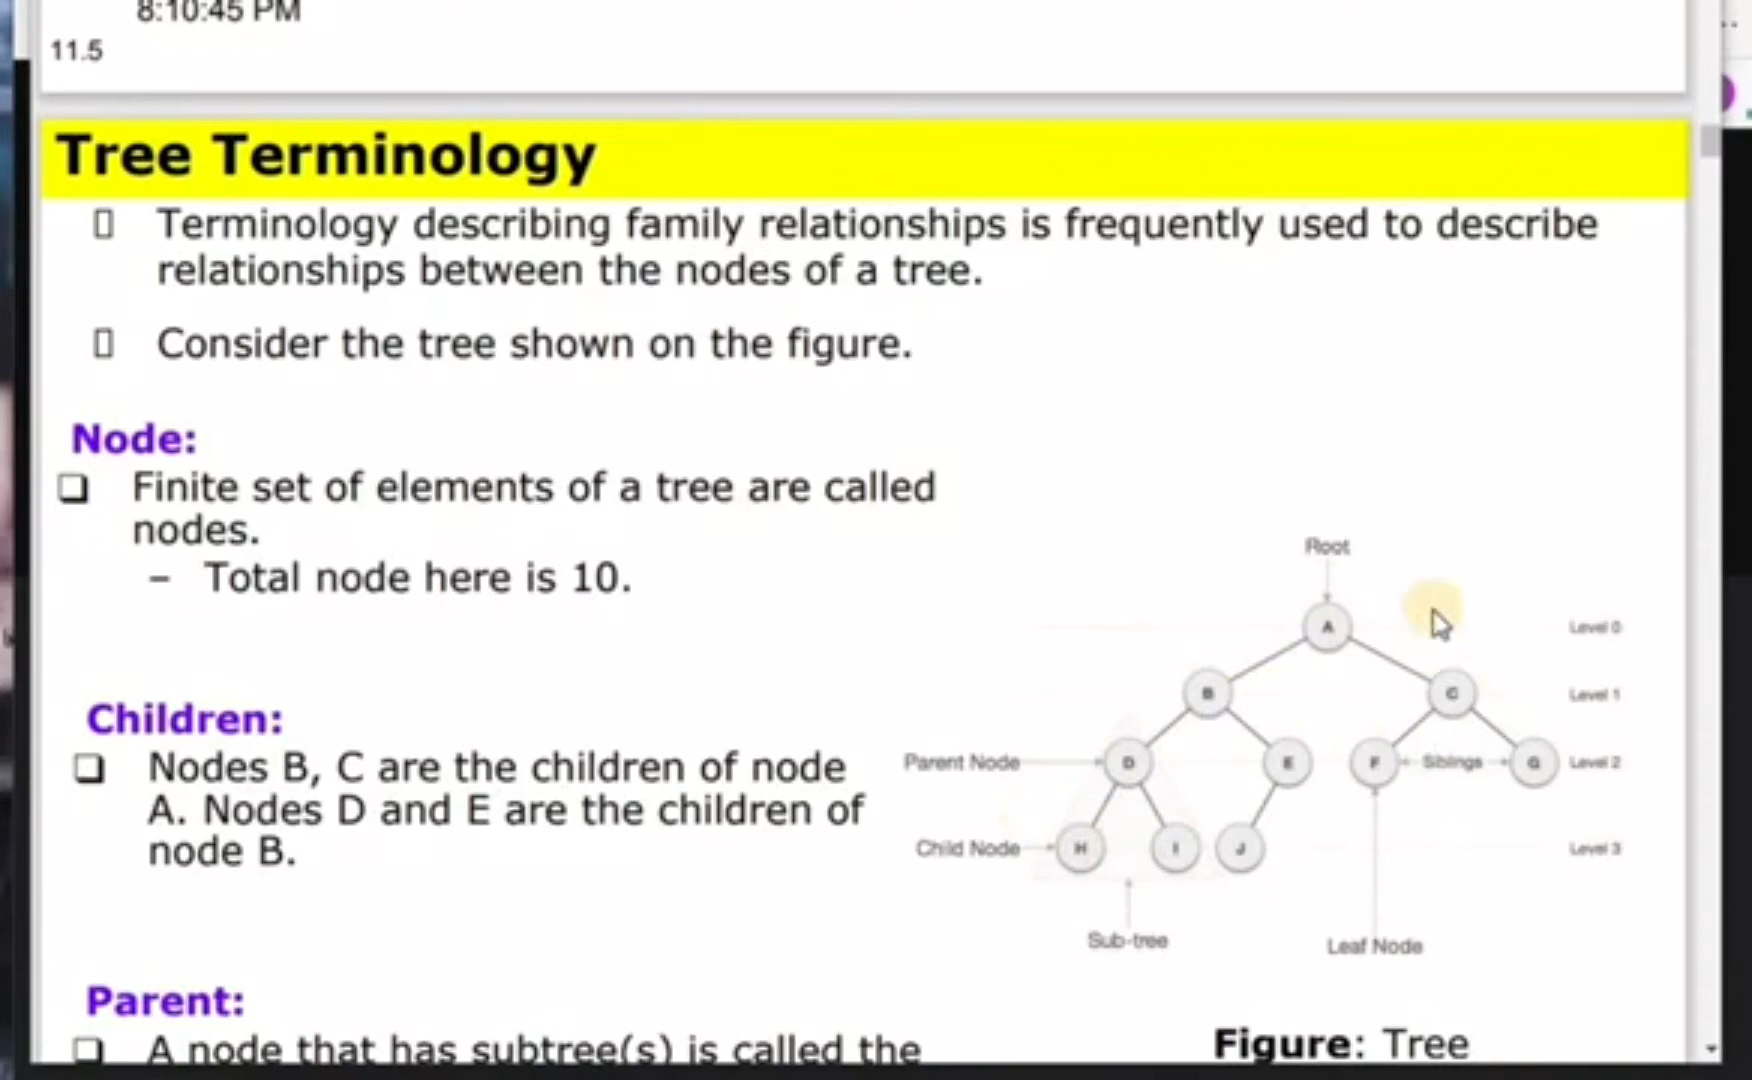 8:10:45 PM
11.5
Tree Terminology
Terminology describing family relationships is frequently used to describe
relationships between the nodes of a tree.
Consider the tree shown on the figure.
Node:
Finite set of elements of a tree are called
nodes.
– Total node here is 10.
Children:
Nodes B, C are the children of node
A. Nodes D and E are the children of
node B.
Parent:
A node that has subtree(s) is called the
Root
A
Level 0
B
C
Level 1
Parent Node
D
E
F
Siblings
G
Level 2
Child Node
H
I
J
Level 3
Sub-tree
Leaf Node
Figure: Tree